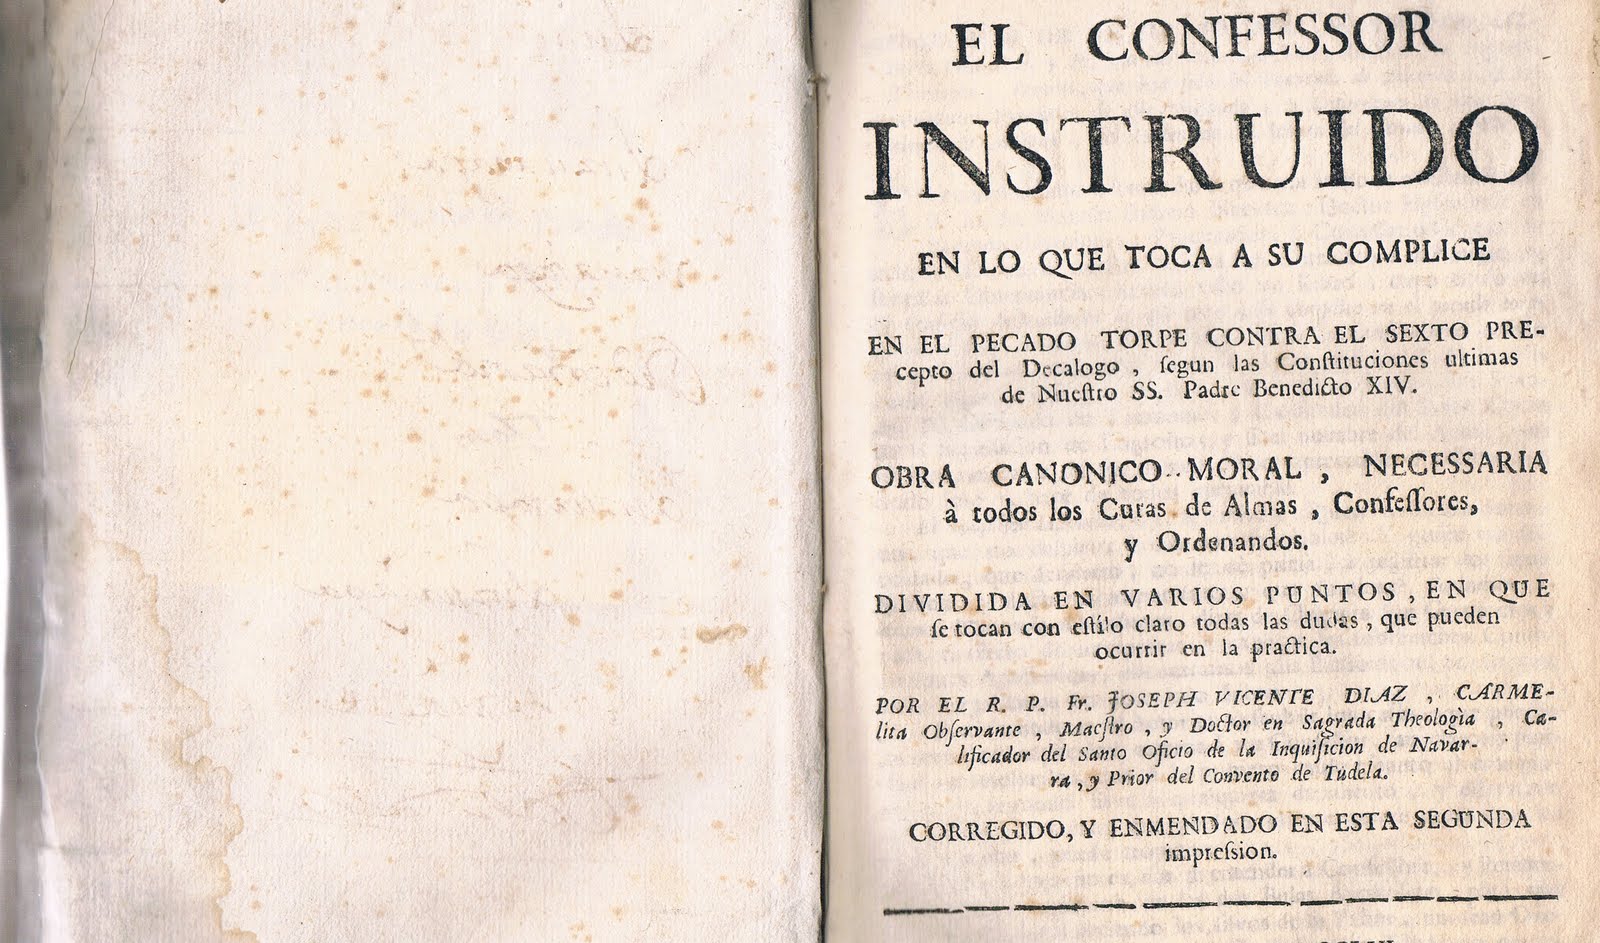 EL CONFESSOR
INSTRUIDO
EN LO QUE TOCA A SU COMPLICE
EN EL PECADO TORPE CONTRA EL SEXTO PRE-
cepto del Decalogo , ſegun las Conſtituciones ultimas
de Nueſtro SS. Padre Benedicto XIV.
OBRA CANONICO-MORAL , NECESSARIA
à todos los Curas de Almas , Confeſſores,
y Ordenandos.
DIVIDIDA EN VARIOS PUNTOS , EN QUE
ſe tocan con eſtilo claro todas las dudas , que pueden
ocurrir en la practica.
POR EL R. P. Fr. JOSEPH VICENTE DIAZ , CARME-
lita Obſervante , Maeſtro , y Doctor en Sagrada Theologia , Ca-
lificador del Santo Oficio de la Inquiſicion de Navar-
ra , y Prior del Convento de Tudela.
CORREGIDO, Y ENMENDADO EN ESTA SEGUNDA
impreſsion.